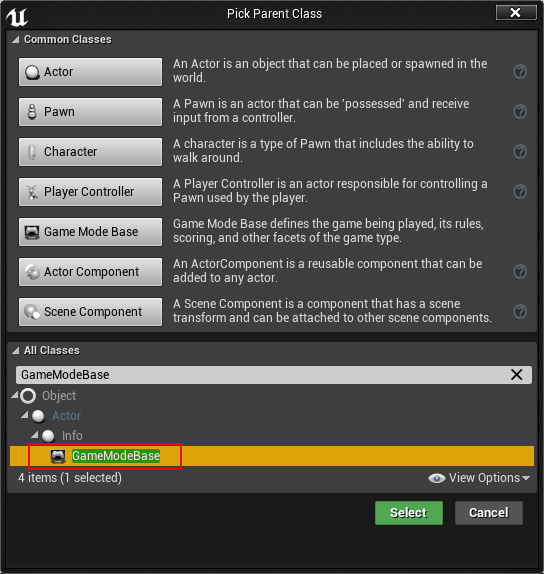 Pick Parent Class
Common Classes
Actor
An Actor is an object that can be placed or spawned in the
world.
Pawn
A Pawn is an actor that can be 'possessed' and receive
input from a controller.
Character
A character is a type of Pawn that includes the ability to
walk around.
Player Controller
A Player Controller is an actor responsible for controlling a
Pawn used by the player.
Game Mode Base
Game Mode Base defines the game being played, its rules,
scoring, and other facets of the game type.
Actor Component
An ActorComponent is a reusable component that can be
added to any actor.
Scene Component
A Scene Component is a component that has a scene
transform and can be attached to other scene components.
All Classes
GameModeBase
Object
Actor
Info
GameModeBase
4 items (1 selected)
View Options
Select
Cancel